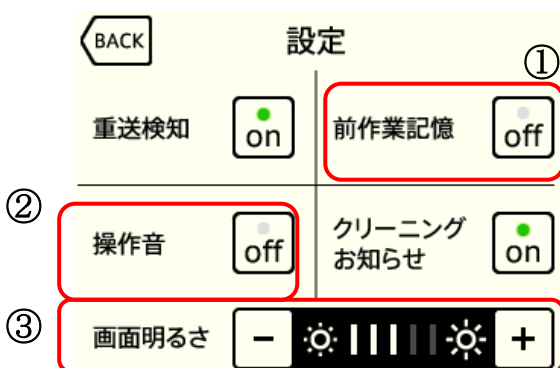 BACK
設定
①
重送検知
on
前作業記憶
off
②
操作音
off
クリーニング
お知らせ
on
③
画面明るさ
-
+